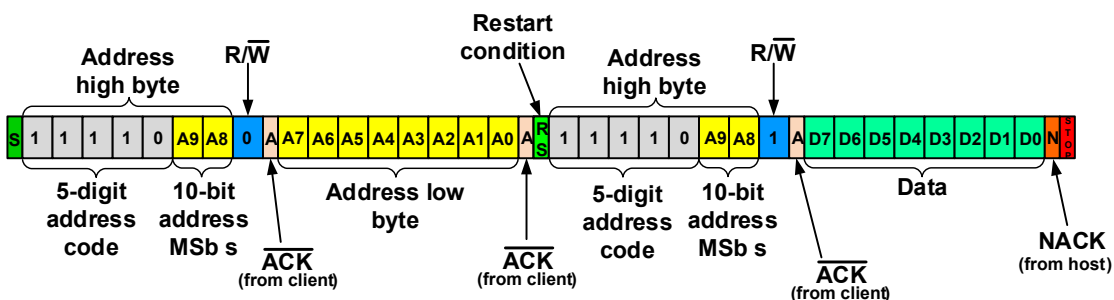 Restart
condition
Address
high byte
R/W̅
Address
high byte
R/W̅
S 1 1 1 1 0 A9 A8 0 A A7 A6 A5 A4 A3 A2 A1 A0 A RS 1 1 1 1 0 A9 A8 1 A D7 D6 D5 D4 D3 D2 D1 D0 N STOP
5-digit
address
code
10-bit
address
MSb s
A̅C̅K̅
(from client)
Address low
byte
A̅C̅K̅
(from client)
5-digit
address
code
10-bit
address
MSb s
A̅C̅K̅
(from client)
Data
NACK
(from host)